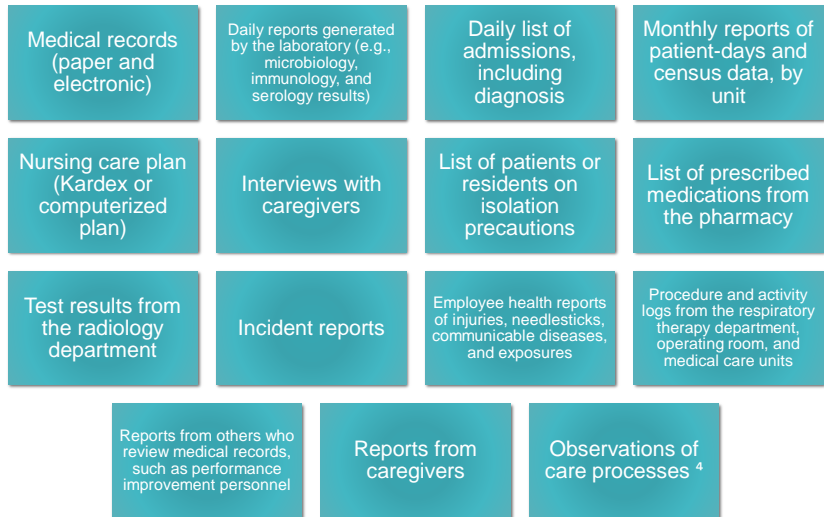 Medical records
(paper and
electronic)
Daily reports generated
by the laboratory (e.g.,
microbiology,
immunology, and
serology results)
Daily list of
admissions,
including
diagnosis
Monthly reports of
patient-days and
census data, by
unit
Nursing care plan
(Kardex or
computerized
plan)
Interviews with
caregivers
List of patients or
residents on
isolation
precautions
List of prescribed
medications from
the pharmacy
Test results from
the radiology
department
Incident reports
Employee health reports
of injuries, needlesticks,
communicable diseases,
and exposures
Procedure and activity
logs from the respiratory
therapy department,
operating room, and
medical care units
Reports from others who
review medical records,
such as performance
improvement personnel
Reports from
caregivers
Observations of
care processes ⁴